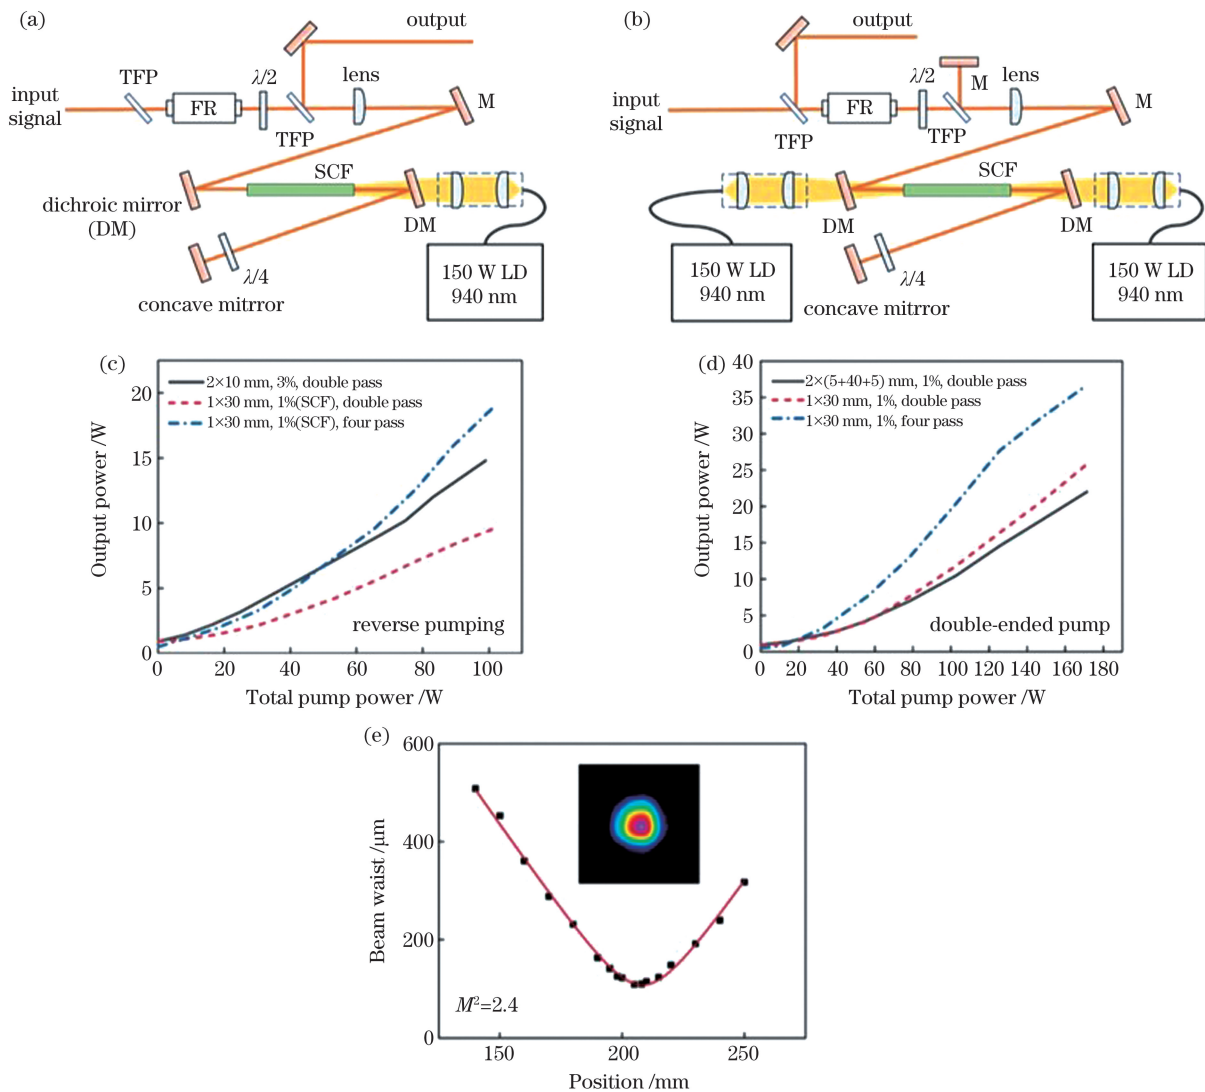 (a)
output
TFP
λ/2
lens
input
signal
FR
TFP
M
SCF
dichroic mirror
(DM)
DM
λ/4
concave mitrror
150 W LD
940 nm
(b)
output
λ/2
M
lens
input
signal
FR
M
TFP
TFP
SCF
DM
DM
150 W LD
940 nm
λ/4
concave mitrror
150 W LD
940 nm
(c)
2×10 mm, 3%, double pass
1×30 mm, 1%(SCF), double pass
1×30 mm, 1%(SCF), four pass
Output power /W
20
15
10
5
0
reverse pumping
0 20 40 60 80 100
Total pump power /W
(d)
2×(5+40+5) mm, 1%, double pass
1×30 mm, 1%, double pass
1×30 mm, 1%, four pass
Output power /W
40
35
30
25
20
15
10
5
0
double-ended pump
0 20 40 60 80 100 120 140 160 180
Total pump power /W
(e)
Beam waist /μm
600
400
200
0
M²=2.4
150 200 250
Position /mm